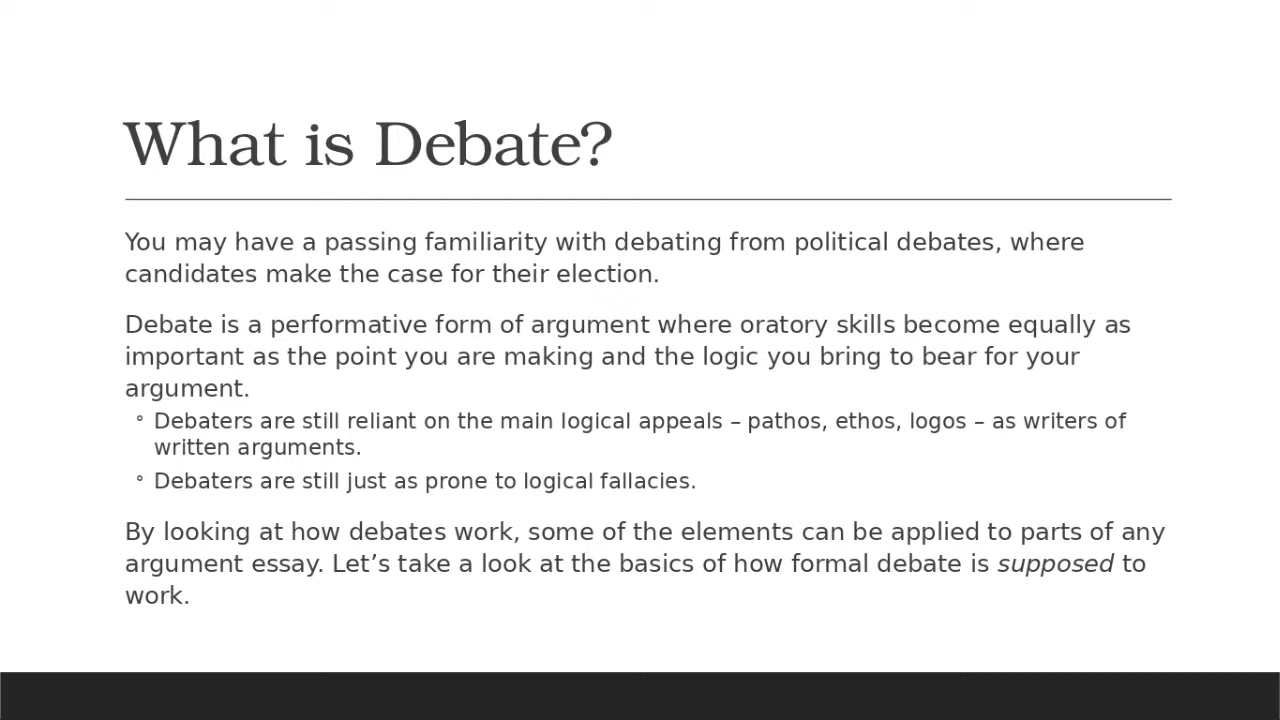 What is Debate?
You may have a passing familiarity with debating from political debates, where
candidates make the case for their election.
Debate is a performative form of argument where oratory skills become equally as
important as the point you are making and the logic you bring to bear for your
argument.
° Debaters are still reliant on the main logical appeals – pathos, ethos, logos – as writers of
written arguments.
° Debaters are still just as prone to logical fallacies.
By looking at how debates work, some of the elements can be applied to parts of any
argument essay. Let’s take a look at the basics of how formal debate is supposed to
work.